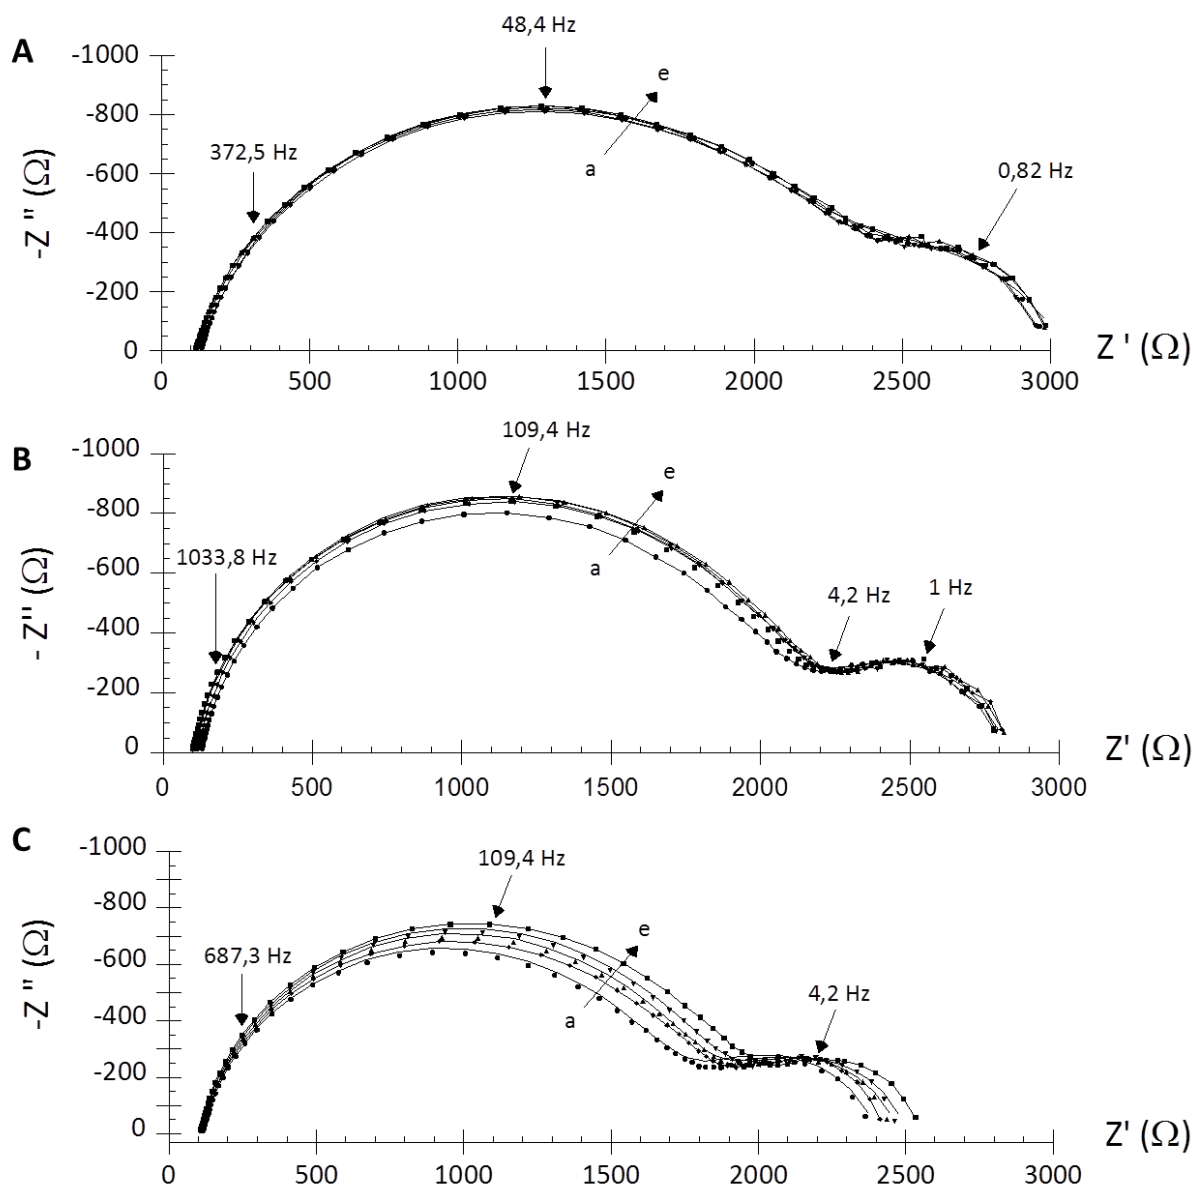 A
48,4 Hz
-1000
-800
-600
-400
-200
0
-Z " (Ω)
372,5 Hz
e
a
0,82 Hz
0
500
1000
1500
2000
2500
3000
Z ' (Ω)
B
109,4 Hz
-1000
-800
-600
-400
-200
0
- Z" (Ω)
1033,8 Hz
e
a
4,2 Hz
1 Hz
0
500
1000
1500
2000
2500
3000
Z' (Ω)
C
109,4 Hz
-1000
-800
-600
-400
-200
0
-Z " (Ω)
687,3 Hz
e
a
4,2 Hz
0
500
1000
1500
2000
2500
3000
Z' (Ω)